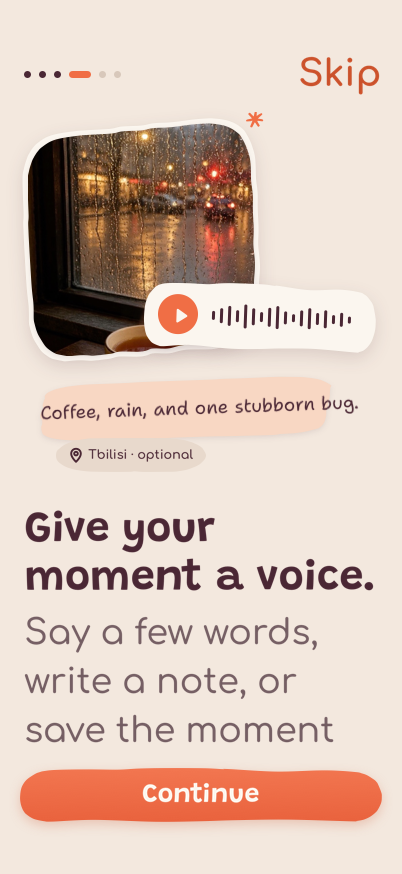 Skip
Coffee, rain, and one stubborn bug.
Tbilisi · optional
Give your
moment a voice.
Say a few words,
write a note, or
save the moment
Continue